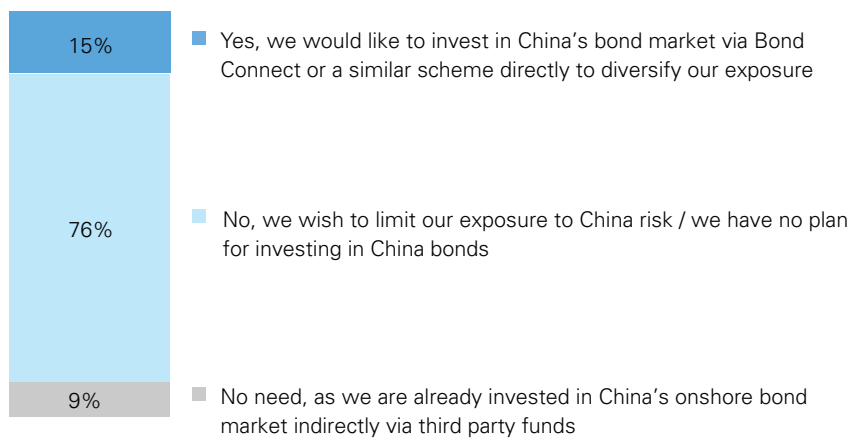 15%
Yes, we would like to invest in China’s bond market via Bond
Connect or a similar scheme directly to diversify our exposure
76%
No, we wish to limit our exposure to China risk / we have no plan
for investing in China bonds
9%
No need, as we are already invested in China’s onshore bond
market indirectly via third party funds